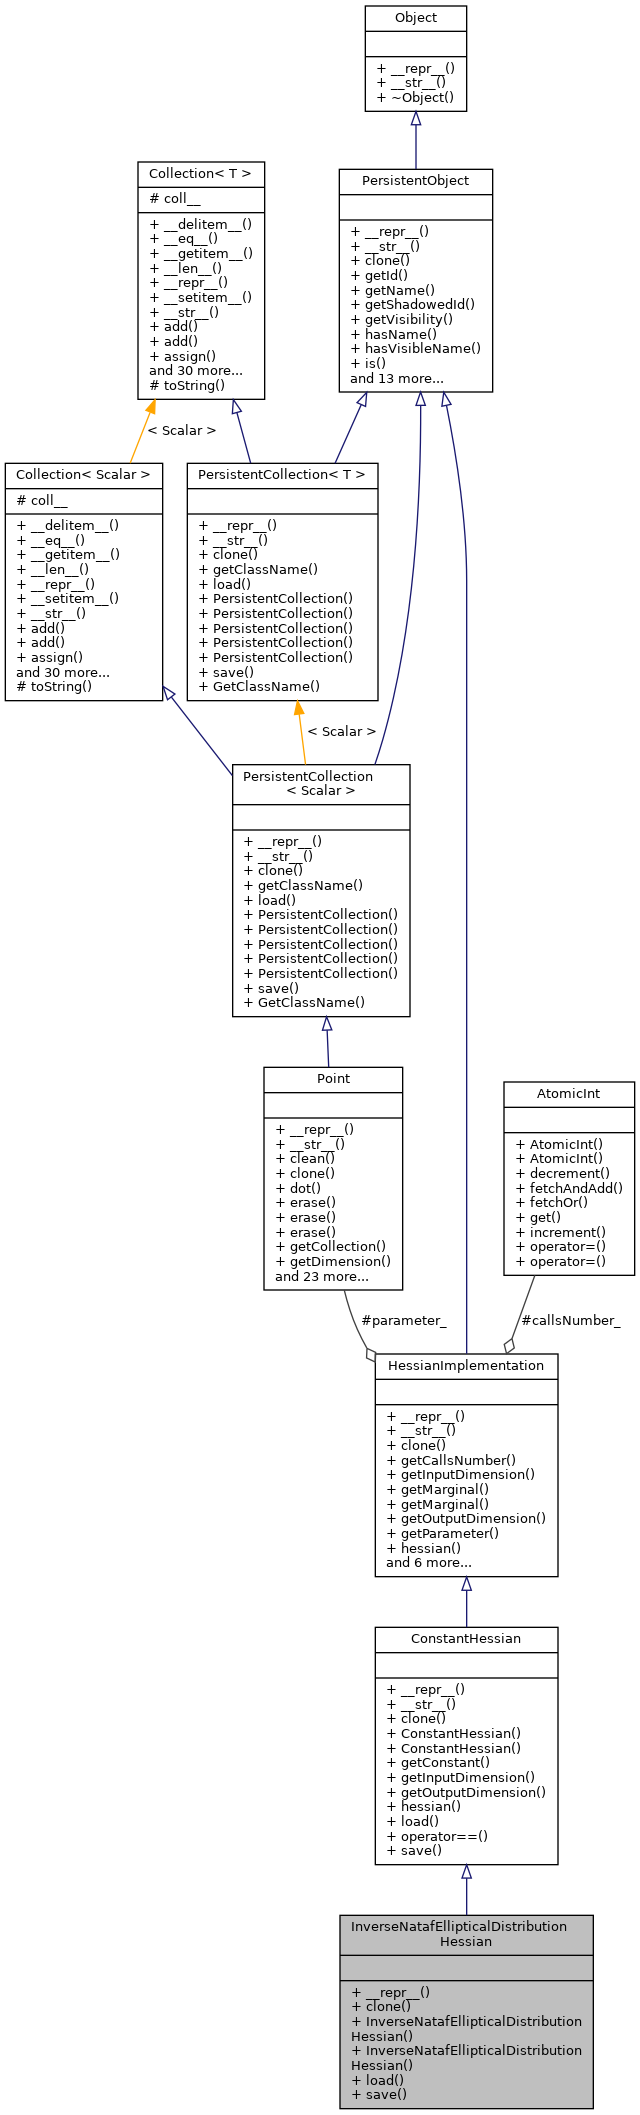 Object
+ __repr__()
+ __str__()
+ ~Object()
Collection< T >
# coll__
+ __delitem__()
+ __eq__()
+ __getitem__()
+ __len__()
+ __repr__()
+ __setitem__()
+ __str__()
+ add()
+ add()
+ assign()
and 30 more...
# toString()
PersistentObject
+ __repr__()
+ __str__()
+ clone()
+ getId()
+ getName()
+ getShadowedId()
+ getVisibility()
+ hasName()
+ hasVisibleName()
+ is()
and 13 more...
< Scalar >
Collection< Scalar >
# coll__
+ __delitem__()
+ __eq__()
+ __getitem__()
+ __len__()
+ __repr__()
+ __setitem__()
+ __str__()
+ add()
+ add()
+ assign()
and 30 more...
# toString()
PersistentCollection< T >
+ __repr__()
+ __str__()
+ clone()
+ getClassName()
+ load()
+ PersistentCollection()
+ PersistentCollection()
+ PersistentCollection()
+ PersistentCollection()
+ PersistentCollection()
+ save()
+ GetClassName()
< Scalar >
PersistentCollection
< Scalar >
+ __repr__()
+ __str__()
+ clone()
+ getClassName()
+ load()
+ PersistentCollection()
+ PersistentCollection()
+ PersistentCollection()
+ PersistentCollection()
+ PersistentCollection()
+ save()
+ GetClassName()
Point
+ __repr__()
+ __str__()
+ clean()
+ clone()
+ dot()
+ erase()
+ erase()
+ erase()
+ getCollection()
+ getDimension()
and 23 more...
AtomicInt
+ AtomicInt()
+ AtomicInt()
+ decrement()
+ fetchAndAdd()
+ fetchOr()
+ get()
+ increment()
+ operator=()
+ operator=()
#parameter_
#callsNumber_
HessianImplementation
+ __repr__()
+ __str__()
+ clone()
+ getCallsNumber()
+ getInputDimension()
+ getMarginal()
+ getMarginal()
+ getOutputDimension()
+ getParameter()
+ hessian()
and 6 more...
ConstantHessian
+ __repr__()
+ __str__()
+ clone()
+ ConstantHessian()
+ ConstantHessian()
+ getConstant()
+ getInputDimension()
+ getOutputDimension()
+ hessian()
+ load()
+ operator==()
+ save()
InverseNatafEllipticalDistribution
Hessian
+ __repr__()
+ clone()
+ InverseNatafEllipticalDistribution
Hessian()
+ InverseNatafEllipticalDistribution
Hessian()
+ load()
+ save()